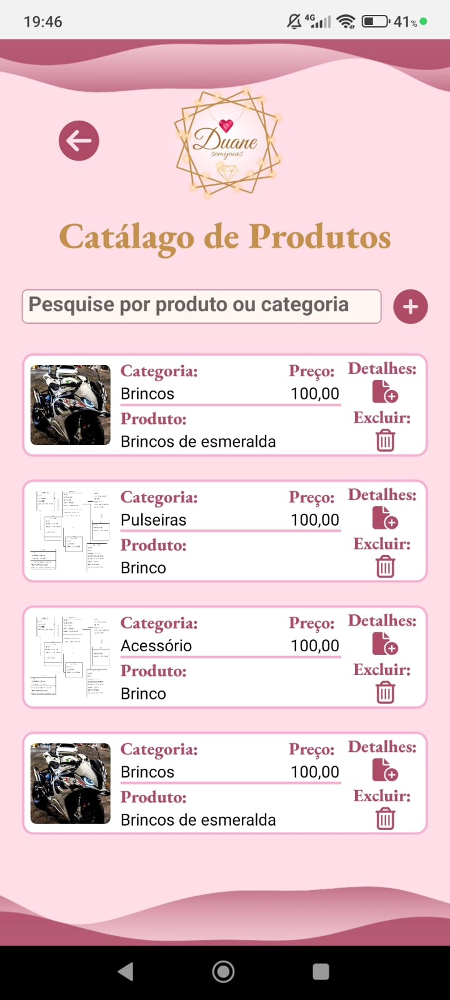 19:46
4G
41%
Duane
semijoias
Catálago de Produtos
Pesquise por produto ou categoria
Categoria: Preço: Detalhes:
Brincos 100,00
Produto: Excluir:
Brincos de esmeralda
Categoria: Preço: Detalhes:
Pulseiras 100,00
Produto: Excluir:
Brinco
Categoria: Preço: Detalhes:
Acessório 100,00
Produto: Excluir:
Brinco
Categoria: Preço: Detalhes:
Brincos 100,00
Produto: Excluir:
Brincos de esmeralda